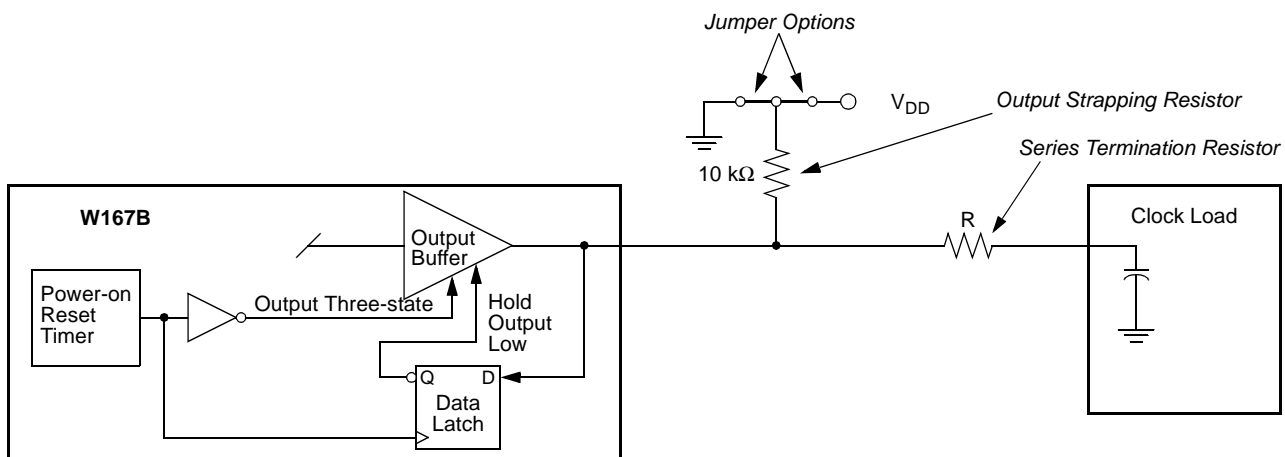 Jumper Options
V_DD
Output Strapping Resistor
Series Termination Resistor
10 kΩ
W167B
Output
Buffer
R
Clock Load
Power-on
Reset
Timer
Output Three-state
Hold
Output
Low
Q
D
Data
Latch